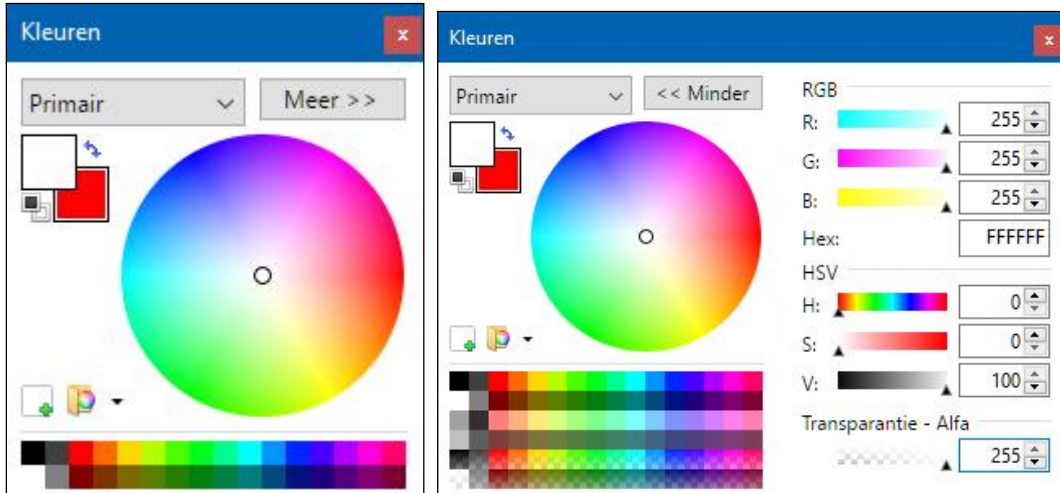 Kleuren
x
Primair
Meer >>
Kleuren
x
Primair
<< Minder
RGB
R: 255
G: 255
B: 255
Hex: FFFFFF
HSV
H: 0
S: 0
V: 100
Transparantie - Alfa
255